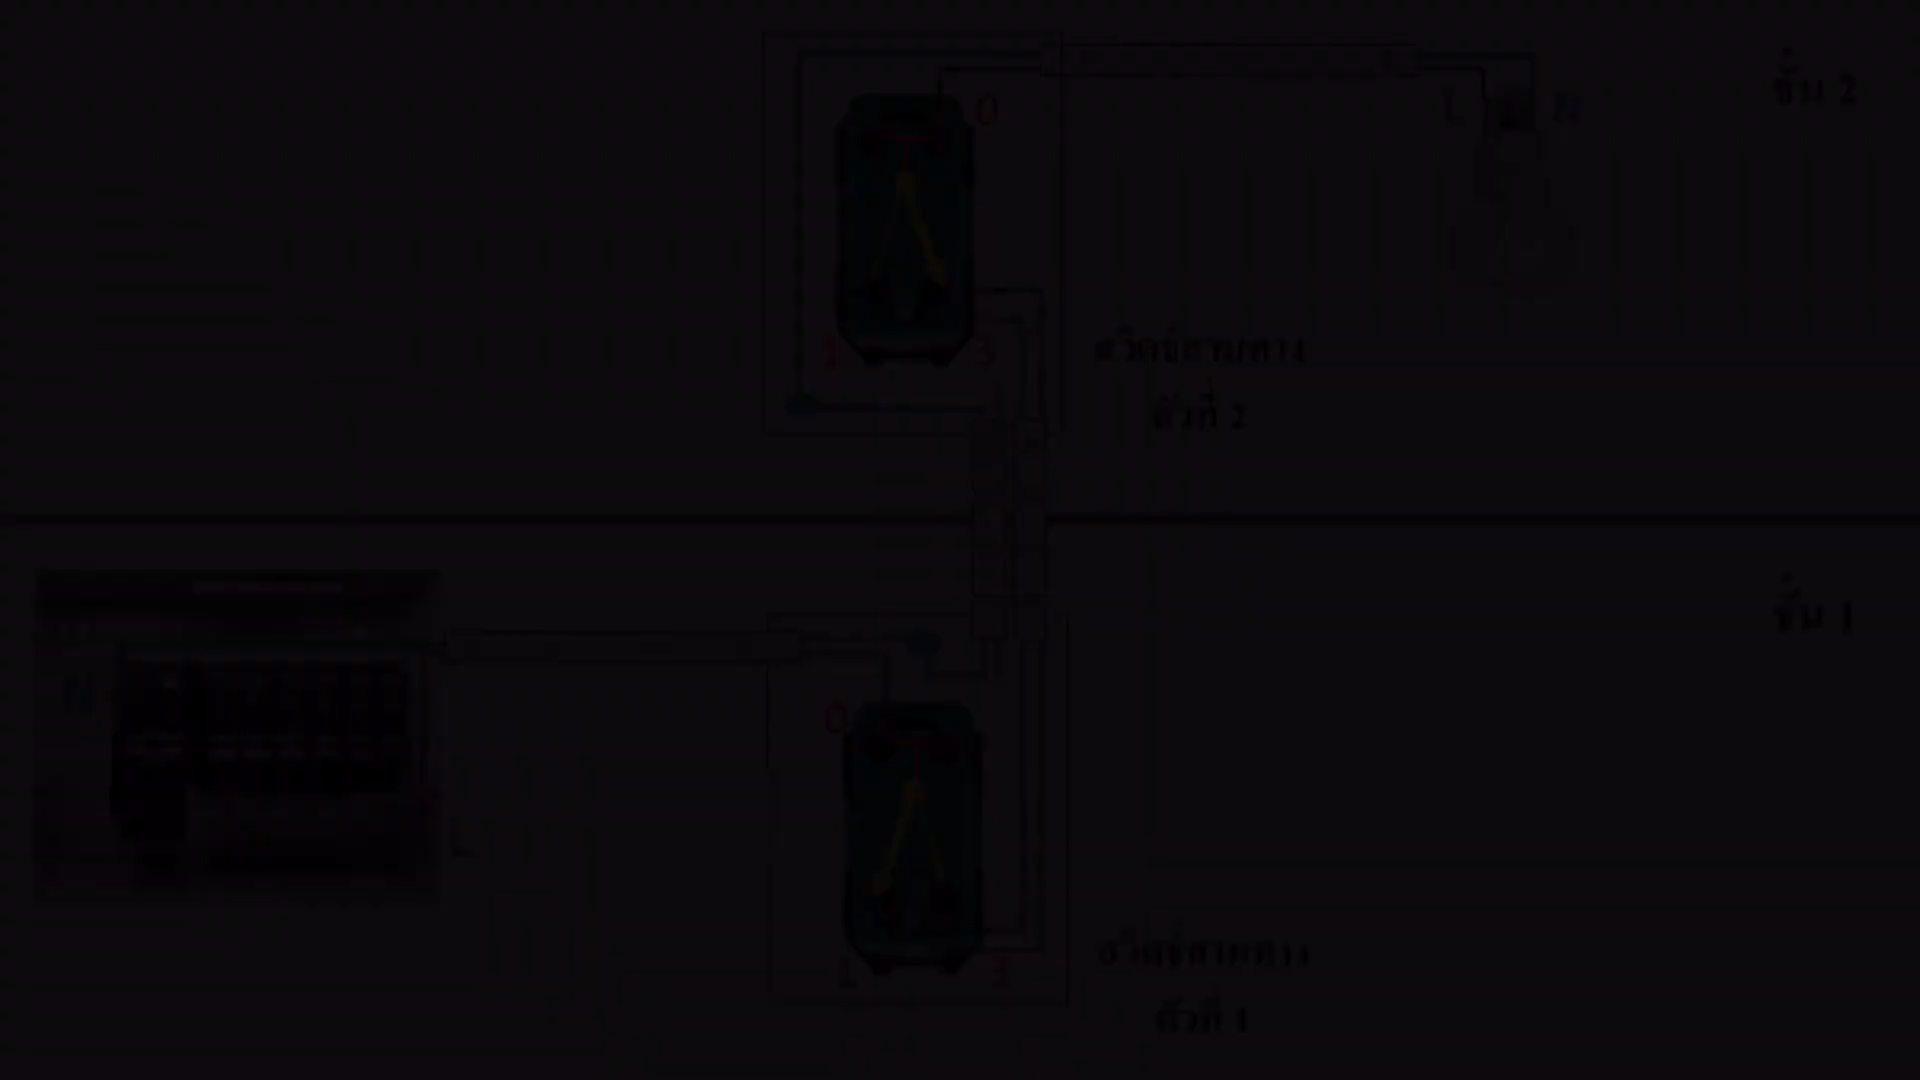 ชั้น 2
0
L N
1 3
สวิตซ์สามทาง
ตัวที่ 2
ชั้น 1
N
0
L
1 3
สวิตซ์สามทาง
ตัวที่ 1